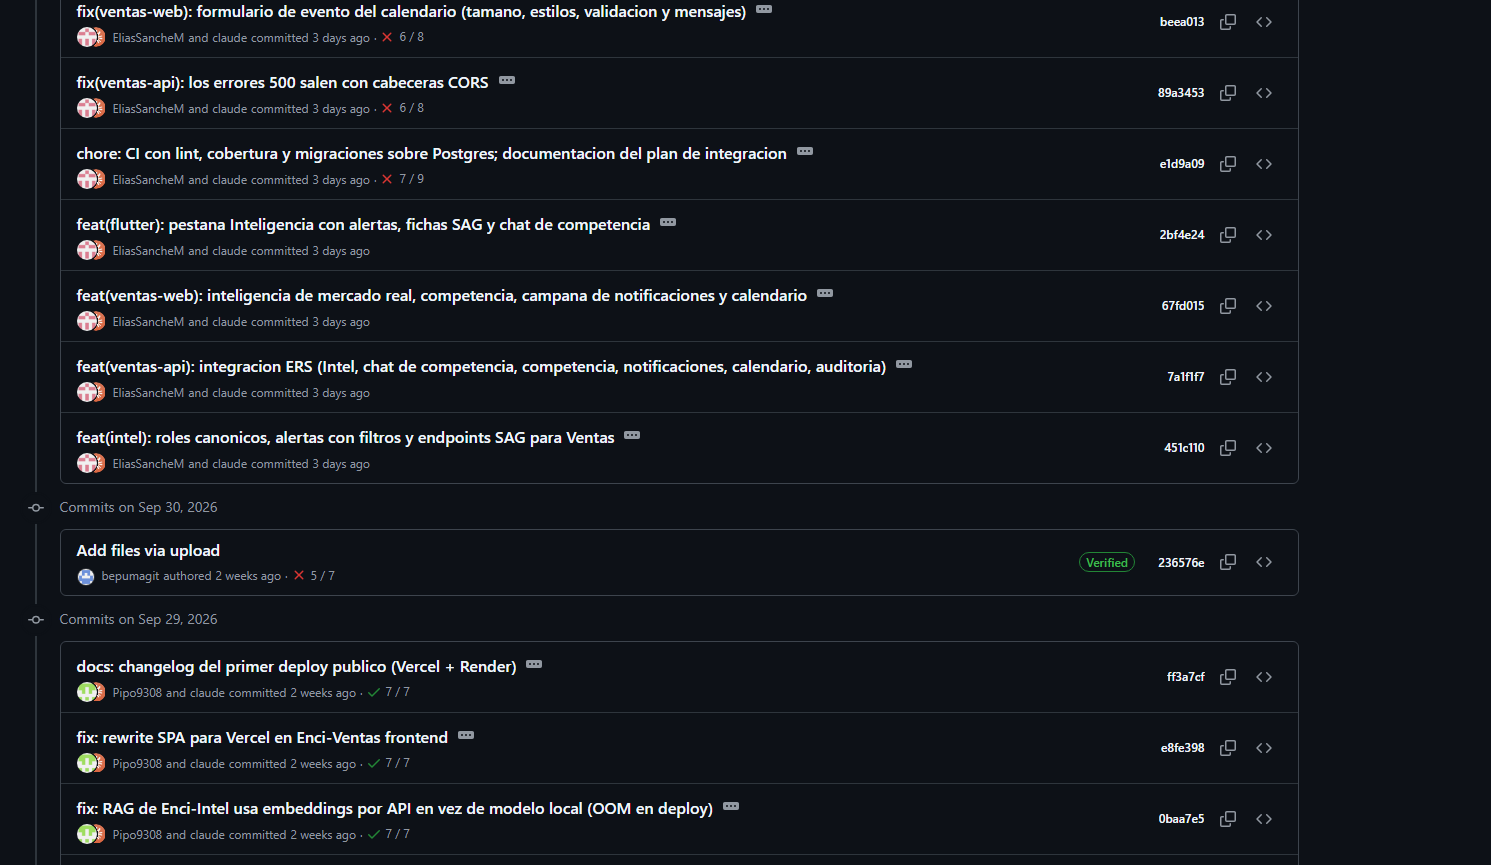 fix(ventas-web): formulario de evento del calendario (tamano, estilos, validacion y mensajes)
beea013
EliasSancheM and claude committed 3 days ago · 6 / 8
fix(ventas-api): los errores 500 salen con cabeceras CORS
89a3453
EliasSancheM and claude committed 3 days ago · 6 / 8
chore: CI con lint, cobertura y migraciones sobre Postgres; documentacion del plan de integracion
e1d9a09
EliasSancheM and claude committed 3 days ago · 7 / 9
feat(flutter): pestana Inteligencia con alertas, fichas SAG y chat de competencia
2bf4e24
EliasSancheM and claude committed 3 days ago
feat(ventas-web): inteligencia de mercado real, competencia, campana de notificaciones y calendario
67fd015
EliasSancheM and claude committed 3 days ago
feat(ventas-api): integracion ERS (Intel, chat de competencia, competencia, notificaciones, calendario, auditoria)
7a1f1f7
EliasSancheM and claude committed 3 days ago
feat(intel): roles canonicos, alertas con filtros y endpoints SAG para Ventas
451c110
EliasSancheM and claude committed 3 days ago
Commits on Sep 30, 2026
Add files via upload
Verified 236576e
bepumagit authored 2 weeks ago · 5 / 7
Commits on Sep 29, 2026
docs: changelog del primer deploy publico (Vercel + Render)
ff3a7cf
Pipo9308 and claude committed 2 weeks ago · 7 / 7
fix: rewrite SPA para Vercel en Enci-Ventas frontend
e8fe398
Pipo9308 and claude committed 2 weeks ago · 7 / 7
fix: RAG de Enci-Intel usa embeddings por API en vez de modelo local (OOM en deploy)
0baa7e5
Pipo9308 and claude committed 2 weeks ago · 7 / 7